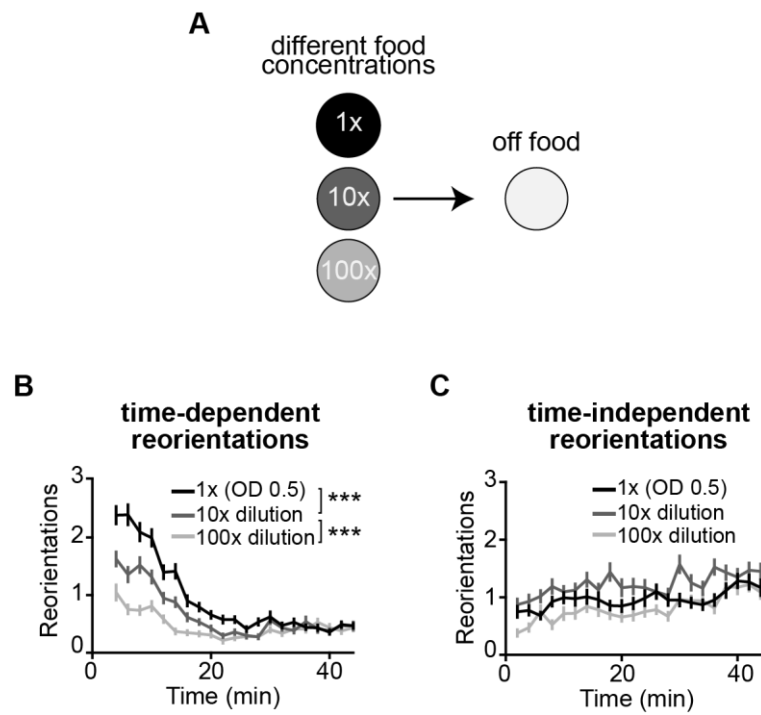 A
different food
concentrations
1x
off food
10x
100x
B
time-dependent
reorientations
3
2
1
0
Reorientations
1x (OD 0.5)
***
10x dilution
***
100x dilution
0
20
40
Time (min)
C
time-independent
reorientations
3
2
1
0
Reorientations
1x (OD 0.5)
10x dilution
100x dilution
0
20
40
Time (min)